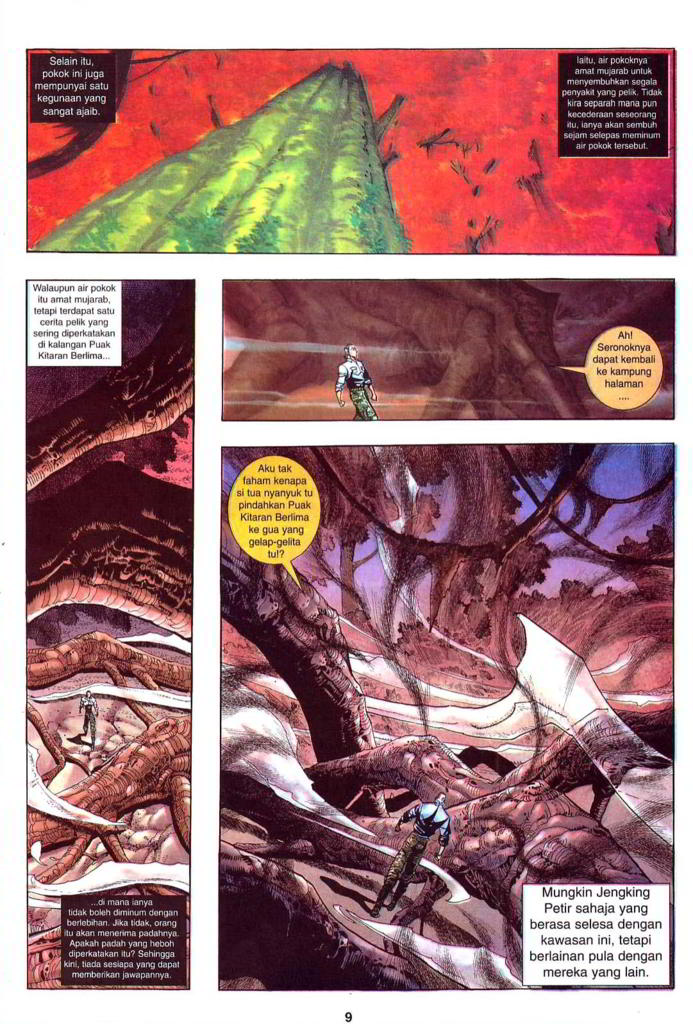 Selain itu,
pokok ini juga
mempunyai satu
kegunaan yang
sangat ajaib.
Iaitu, air pokoknya
amat mujarab untuk
menyembuhkan segala
penyakit yang pelik. Tidak
kira separah mana pun
kecederaan seseorang
itu, ianya akan sembuh
sejam selepas meminum
air pokok tersebut.
Walaupun air pokok
itu amat mujarab,
tetapi terdapat satu
cerita pelik yang
sering diperkatakan
di kalangan Puak
Kitaran Berlima...
...di mana ianya
tidak boleh diminum dengan
berlebihan. Jika tidak, orang
itu akan menerima padahnya.
Apakah padah yang heboh
diperkatakan itu? Sehingga
kini, tiada sesiapa yang dapat
memberikan jawapannya.
Ah!
Seronoknya
dapat kembali
ke kampung
halaman
....
Aku tak
faham kenapa
si tua nyanyuk tu
pindahkan Puak
Kitaran Berlima
ke gua yang
gelap-gelita
tu!?
Mungkin Jengking
Petir sahaja yang
berasa selesa dengan
kawasan ini, tetapi
berlainan pula dengan
mereka yang lain.
9